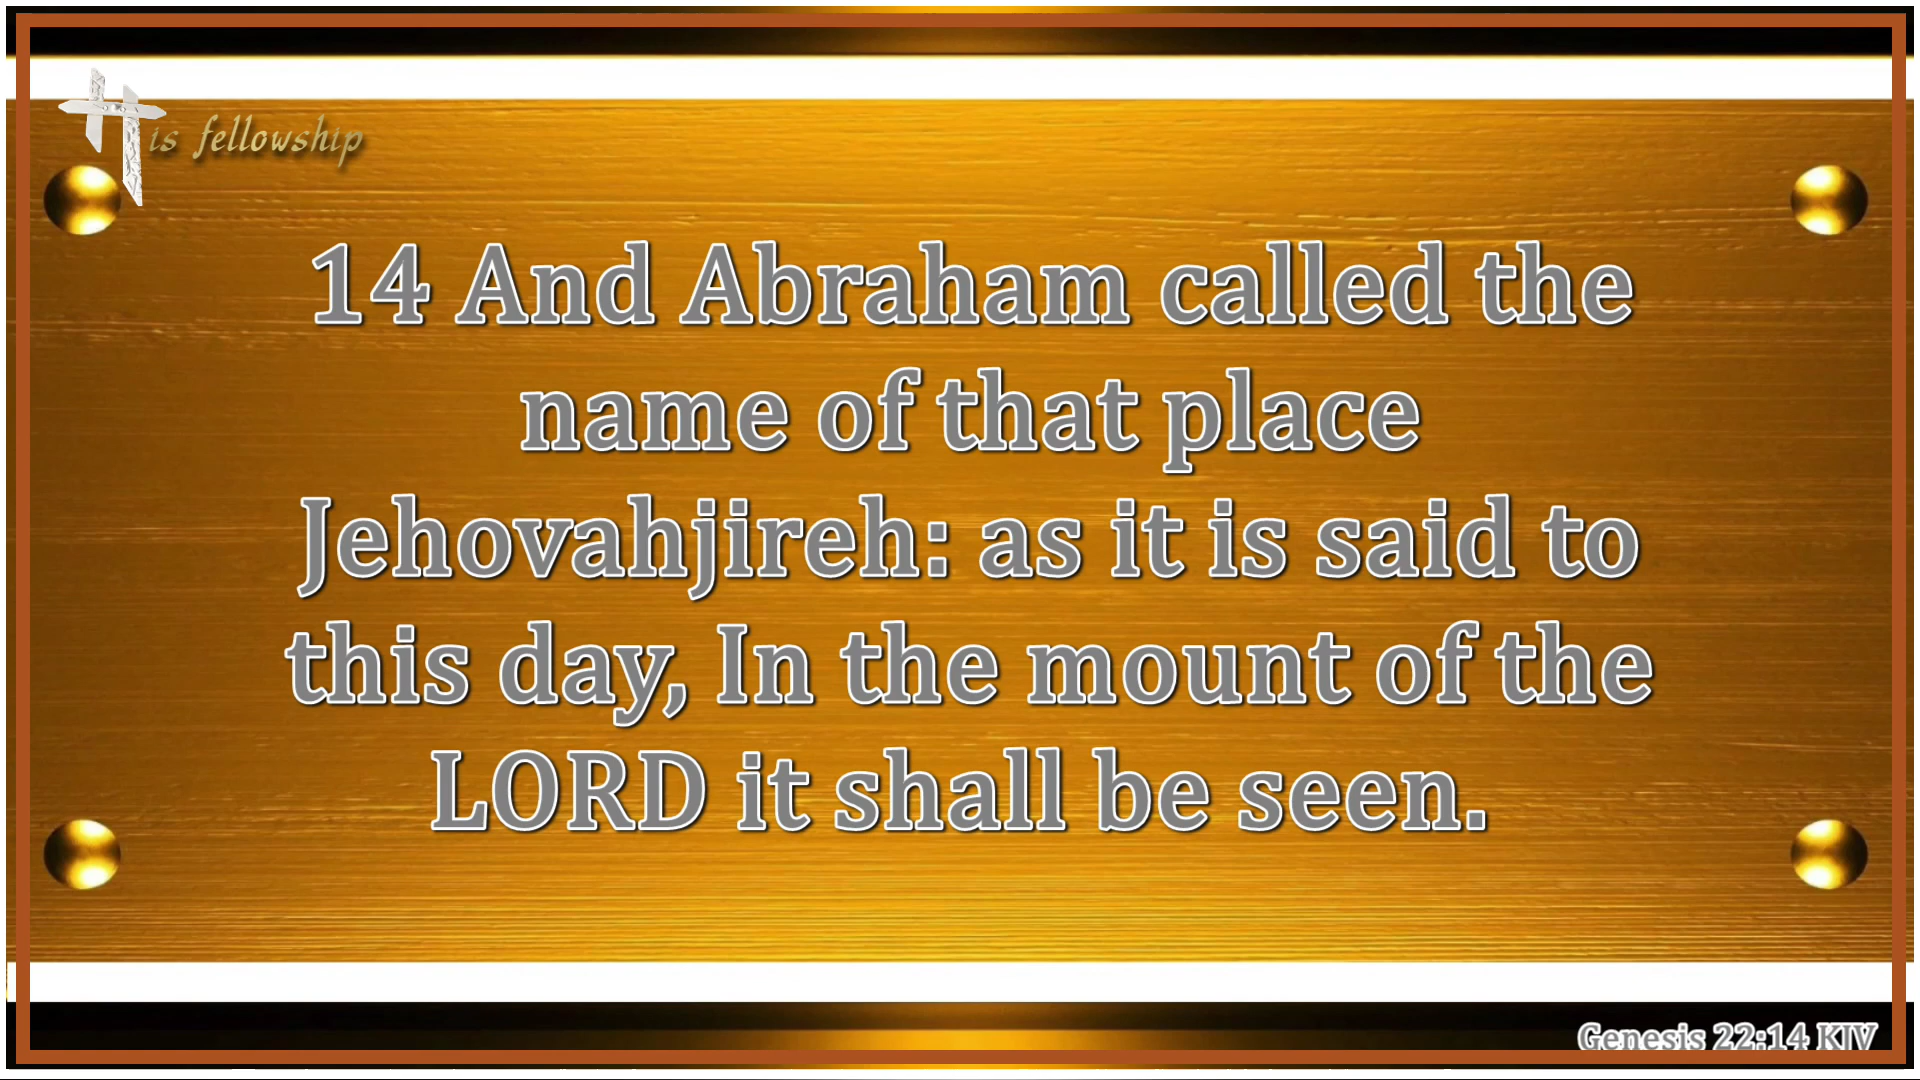 His fellowship
14 And Abraham called the
name of that place
Jehovahjireh: as it is said to
this day, In the mount of the
LORD it shall be seen.
Genesis 22:14 KJV